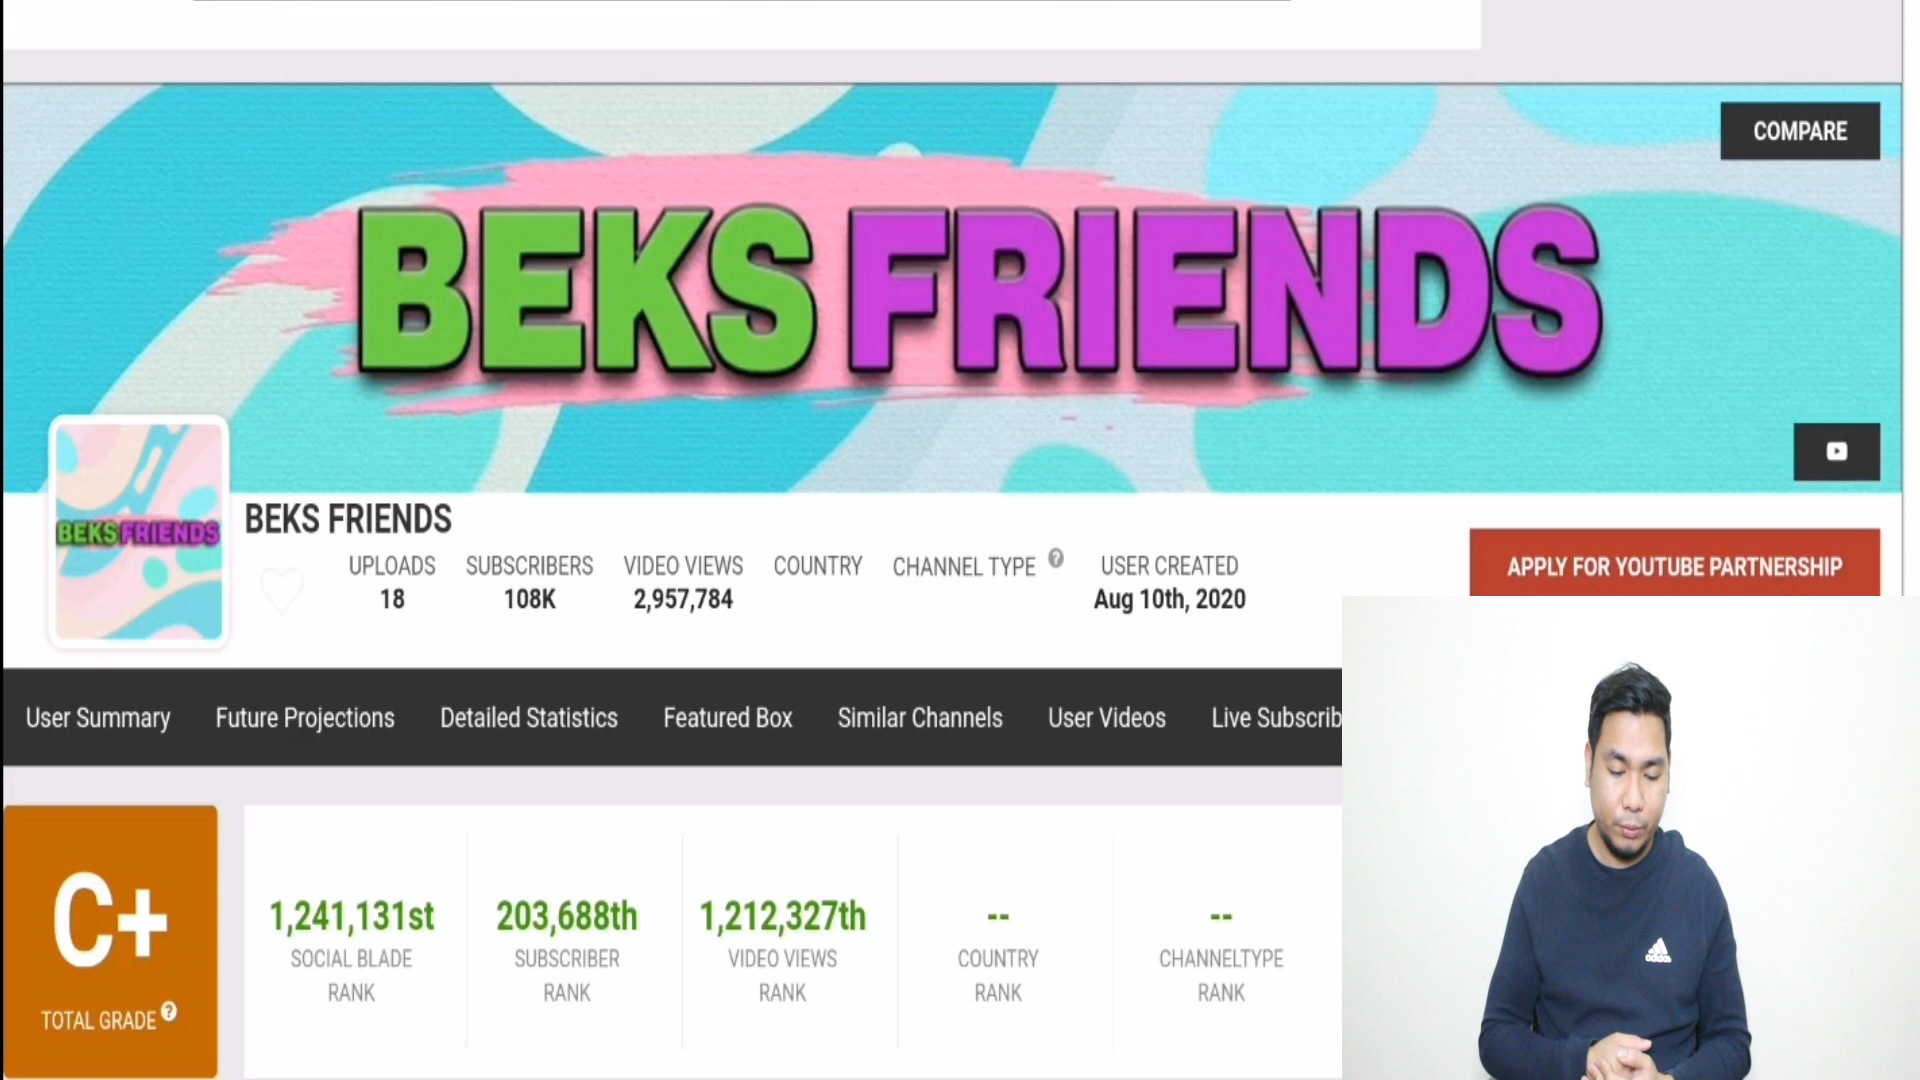 COMPARE
BEKS FRIENDS
BEKS FRIENDS
BEKS FRIENDS
UPLOADS SUBSCRIBERS VIDEO VIEWS COUNTRY CHANNEL TYPE ? USER CREATED
18 108K 2,957,784 Aug 10th, 2020
APPLY FOR YOUTUBE PARTNERSHIP
User Summary Future Projections Detailed Statistics Featured Box Similar Channels User Videos Live Subscrib
C+
TOTAL GRADE ?
1,241,131st 203,688th 1,212,327th -- --
SOCIAL BLADE SUBSCRIBER VIDEO VIEWS COUNTRY CHANNELTYPE
RANK RANK RANK RANK RANK
adidas